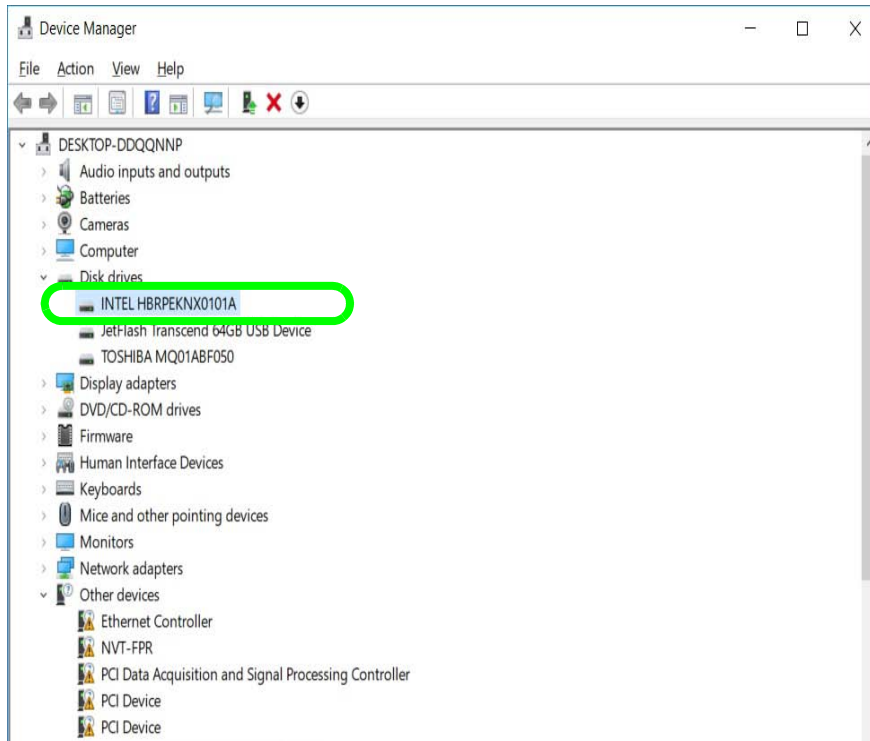 Device Manager
File Action View Help
DESKTOP-DDQQNNP
Audio inputs and outputs
Batteries
Cameras
Computer
Disk drives
INTEL HBRPEKNX0101A
JetFlash Transcend 64GB USB Device
TOSHIBA MQ01ABF050
Display adapters
DVD/CD-ROM drives
Firmware
Human Interface Devices
Keyboards
Mice and other pointing devices
Monitors
Network adapters
Other devices
Ethernet Controller
NVT-FPR
PCI Data Acquisition and Signal Processing Controller
PCI Device
PCI Device